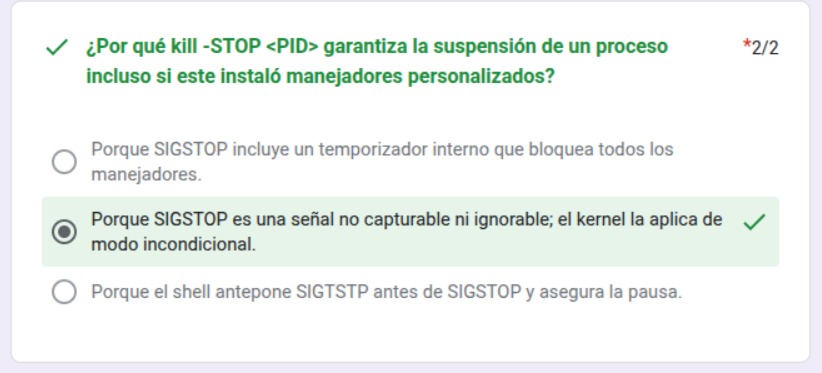 ¿Por qué kill -STOP <PID> garantiza la suspensión de un proceso
incluso si este instaló manejadores personalizados?
*2/2
Porque SIGSTOP incluye un temporizador interno que bloquea todos los
manejadores.
Porque SIGSTOP es una señal no capturable ni ignorable; el kernel la aplica de
modo incondicional.
Porque el shell antepone SIGTSTP antes de SIGSTOP y asegura la pausa.